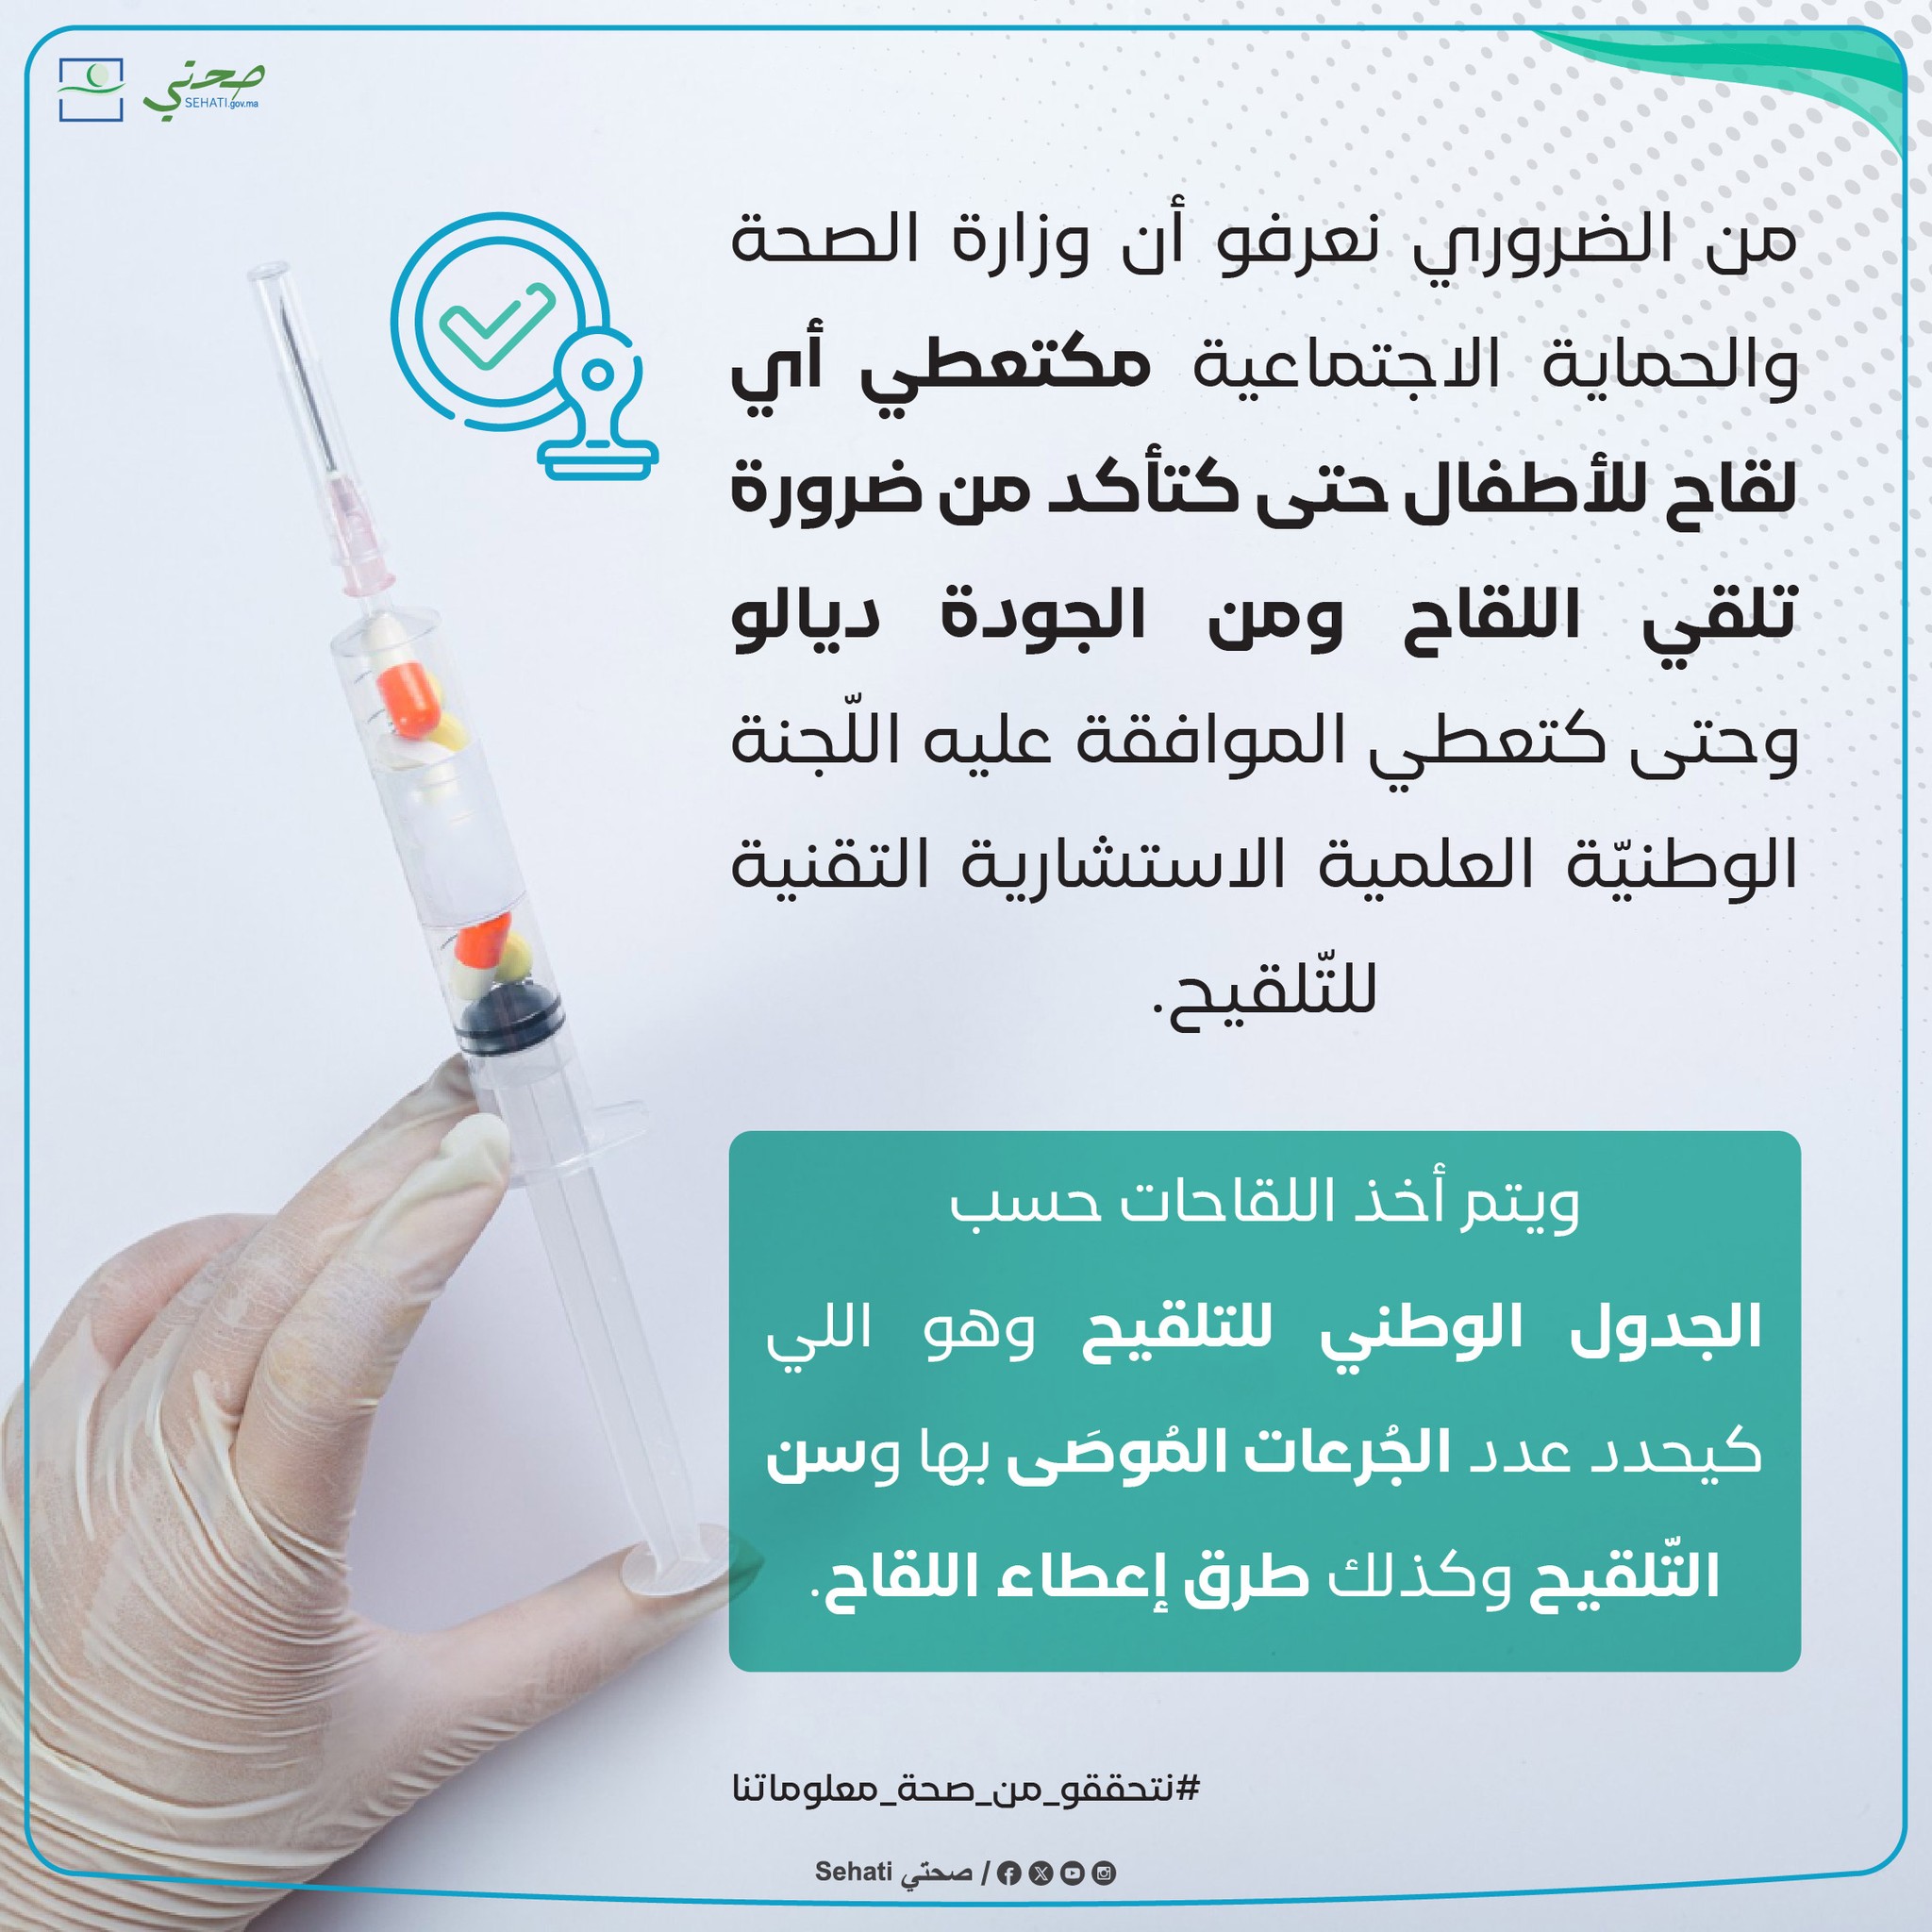 صحتي
SEHATI.gov.ma
من الضروري نعرفو أن وزارة الصحة
والحماية الاجتماعية مكتعطي أي
لقاح للأطفال حتى كتأكد من ضرورة
تلقي اللقاح ومن الجودة ديالو
وحتى كتعطي الموافقة عليه اللّجنة
الوطنيّة العلمية الاستشارية التقنية
للتّلقيح.
ويتم أخذ اللقاحات حسب
الجدول الوطني للتلقيح وهو اللي
كيحدد عدد الجُرعات المُوصَى بها وسن
التّلقيح وكذلك طرق إعطاء اللقاح.
#نتحققو_من_صحة_معلوماتنا
Sehati صحتي /